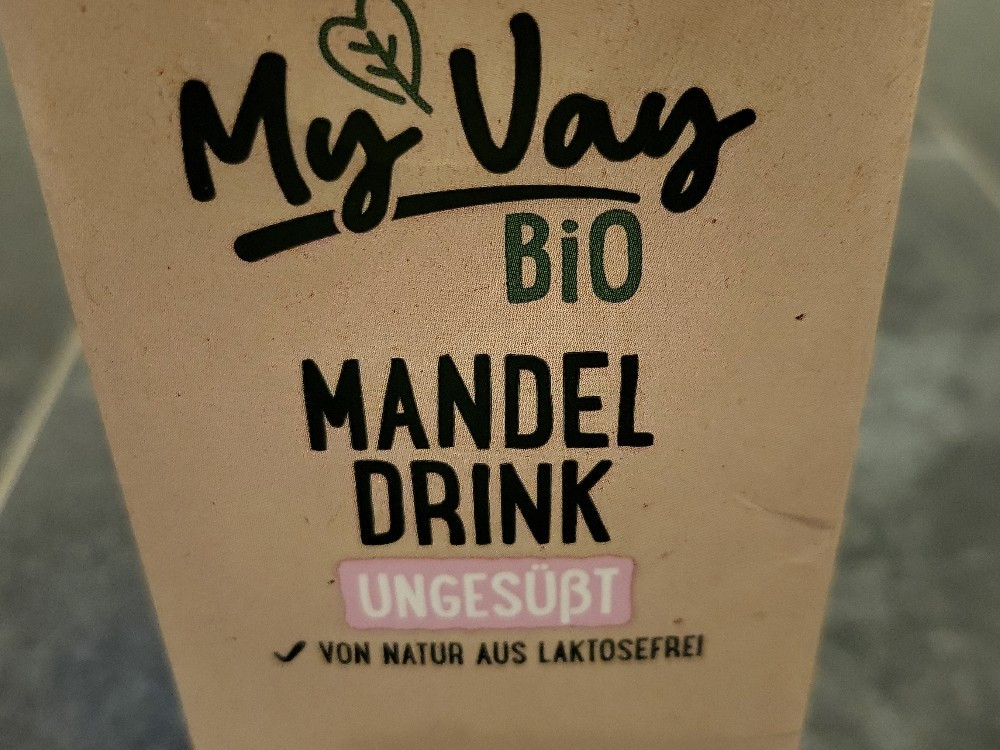 My Vay
BiO
MANDEL
DRINK
UNGESÜßT
VON NATUR AUS LAKTOSEFREI